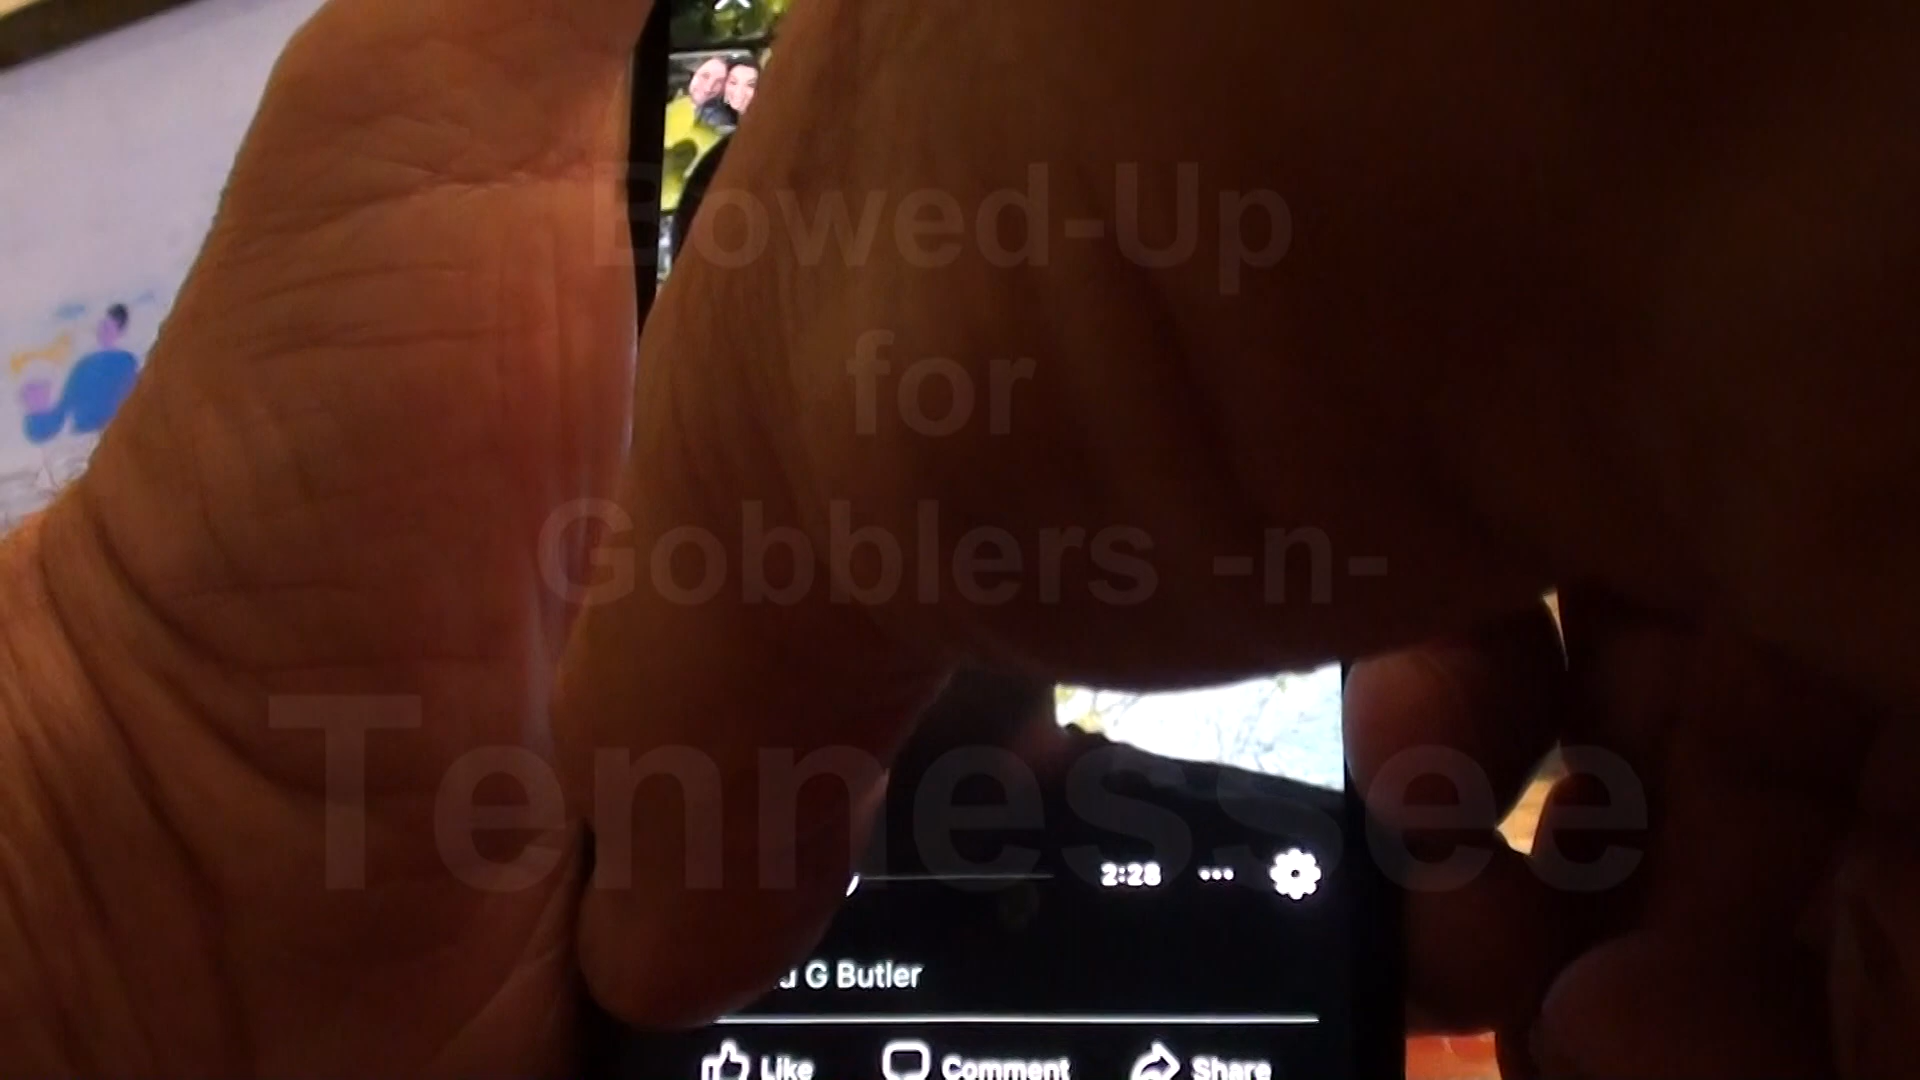 Bowed-Up
for
Gobblers -n-
Tennessee
2:28
G Butler
Like Comment Share